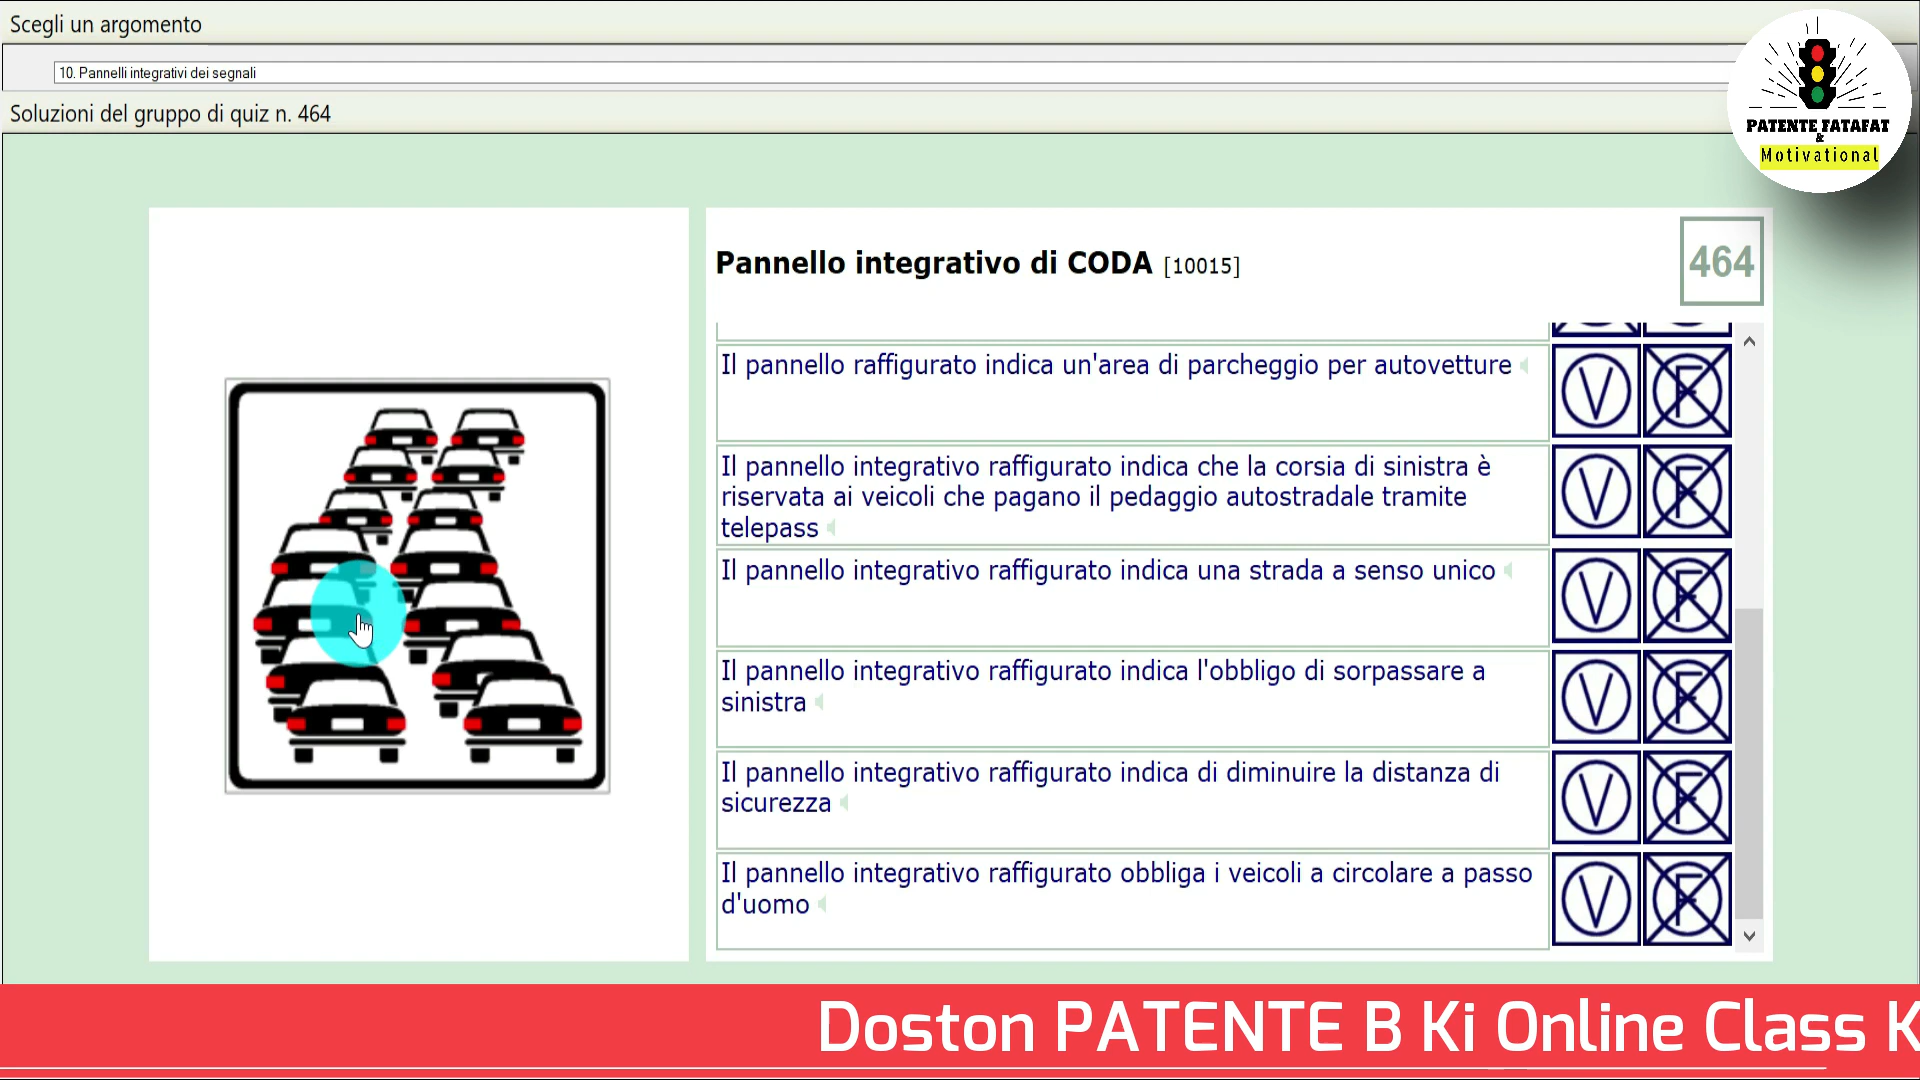 Scegli un argomento
10. Pannelli integrativi dei segnali
Soluzioni del gruppo di quiz n. 464
PATENTE FATAFAT
&
Motivational
Pannello integrativo di CODA [10015]
464
Il pannello raffigurato indica un'area di parcheggio per autovetture
V F
Il pannello integrativo raffigurato indica che la corsia di sinistra è
riservata ai veicoli che pagano il pedaggio autostradale tramite
telepass
V F
Il pannello integrativo raffigurato indica una strada a senso unico
V F
Il pannello integrativo raffigurato indica l'obbligo di sorpassare a
sinistra
V F
Il pannello integrativo raffigurato indica di diminuire la distanza di
sicurezza
V F
Il pannello integrativo raffigurato obbliga i veicoli a circolare a passo
d'uomo
V F
Doston PATENTE B Ki Online Class K